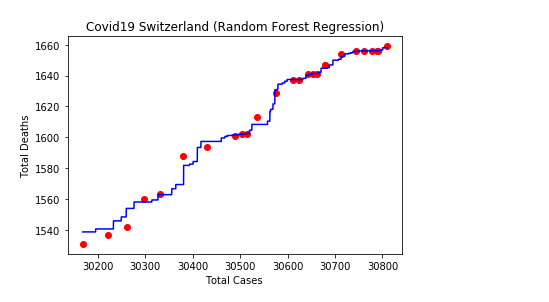 Covid19 Switzerland (Random Forest Regression)
1660
1640
1620
1600
1580
1560
1540
Total Deaths
30200 30300 30400 30500 30600 30700 30800
Total Cases